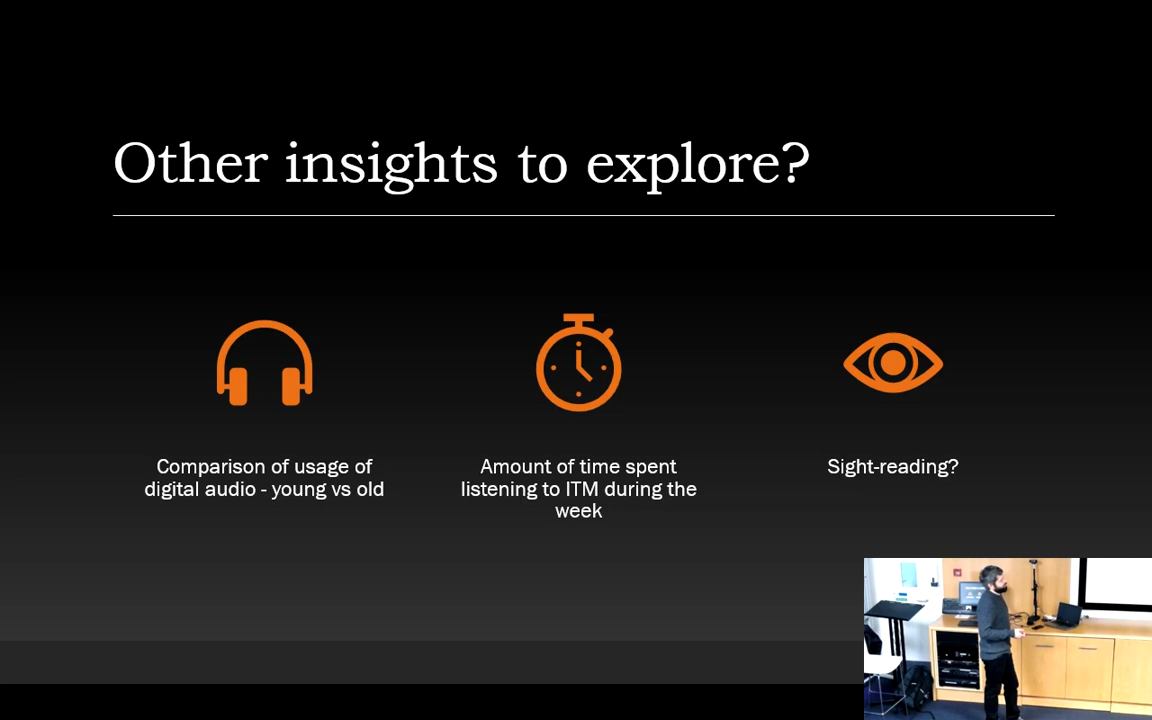 Other insights to explore?
Comparison of usage of
digital audio - young vs old
Amount of time spent
listening to ITM during the
week
Sight-reading?